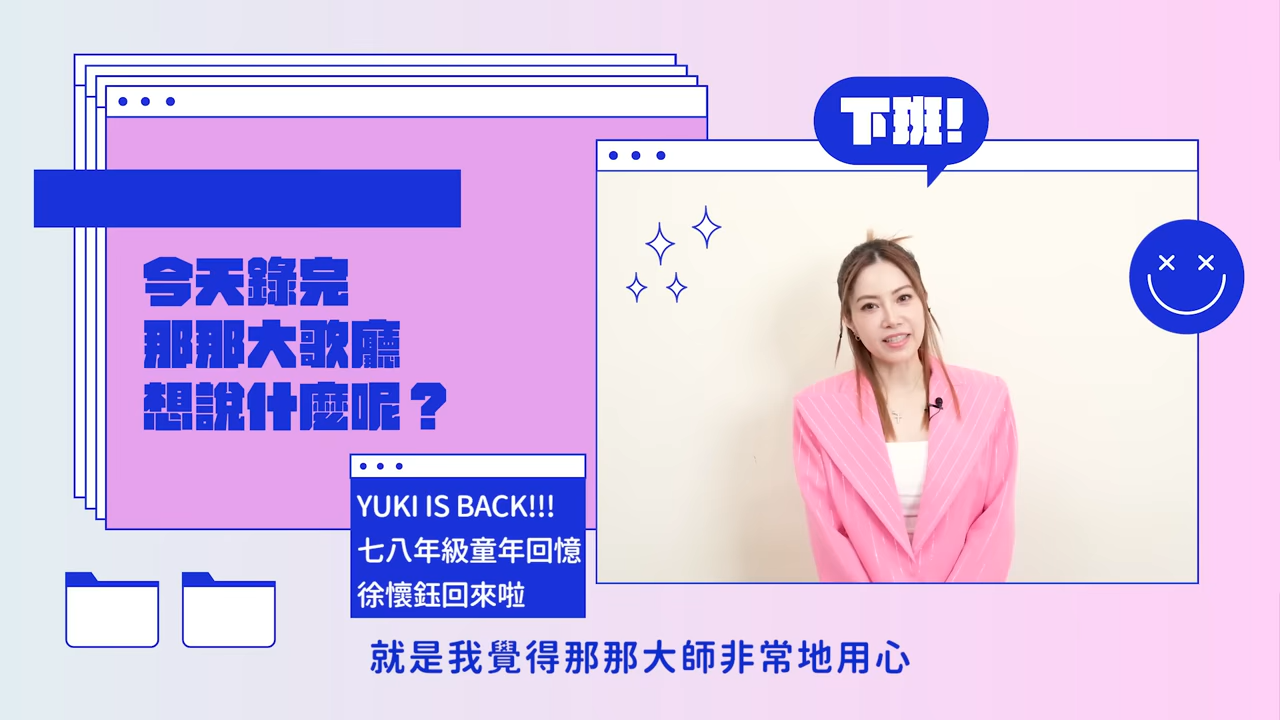 下班!
今天錄完
那那大歌廳
想說什麼呢？
YUKI IS BACK!!!
七八年級童年回憶
徐懷鈺回來啦
就是我覺得那那大師非常地用心